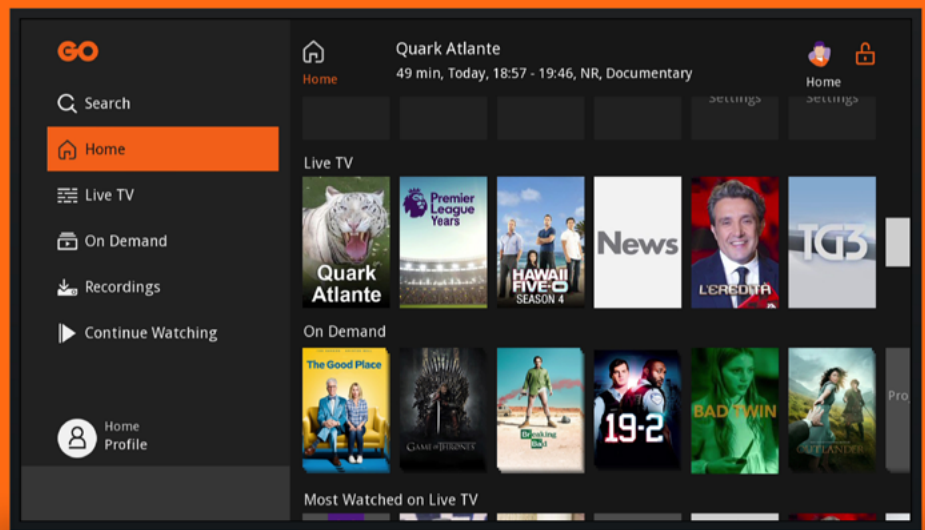 GO
Search
Home
Live TV
On Demand
Recordings
Continue Watching
Home
Profile
Home
Quark Atlante
49 min, Today, 18:57 - 19:46, NR, Documentary
Home
Settings
Settings
Live TV
Quark
Atlante
Premier
League
Years
HAWAII
FIVE-O
SEASON 4
News
L'EREDITÀ
TG3
On Demand
The Good Place
GAME OF THRONES
Breaking
Bad
19-2
BAD TWIN
OUTLANDER
Pro
Most Watched on Live TV